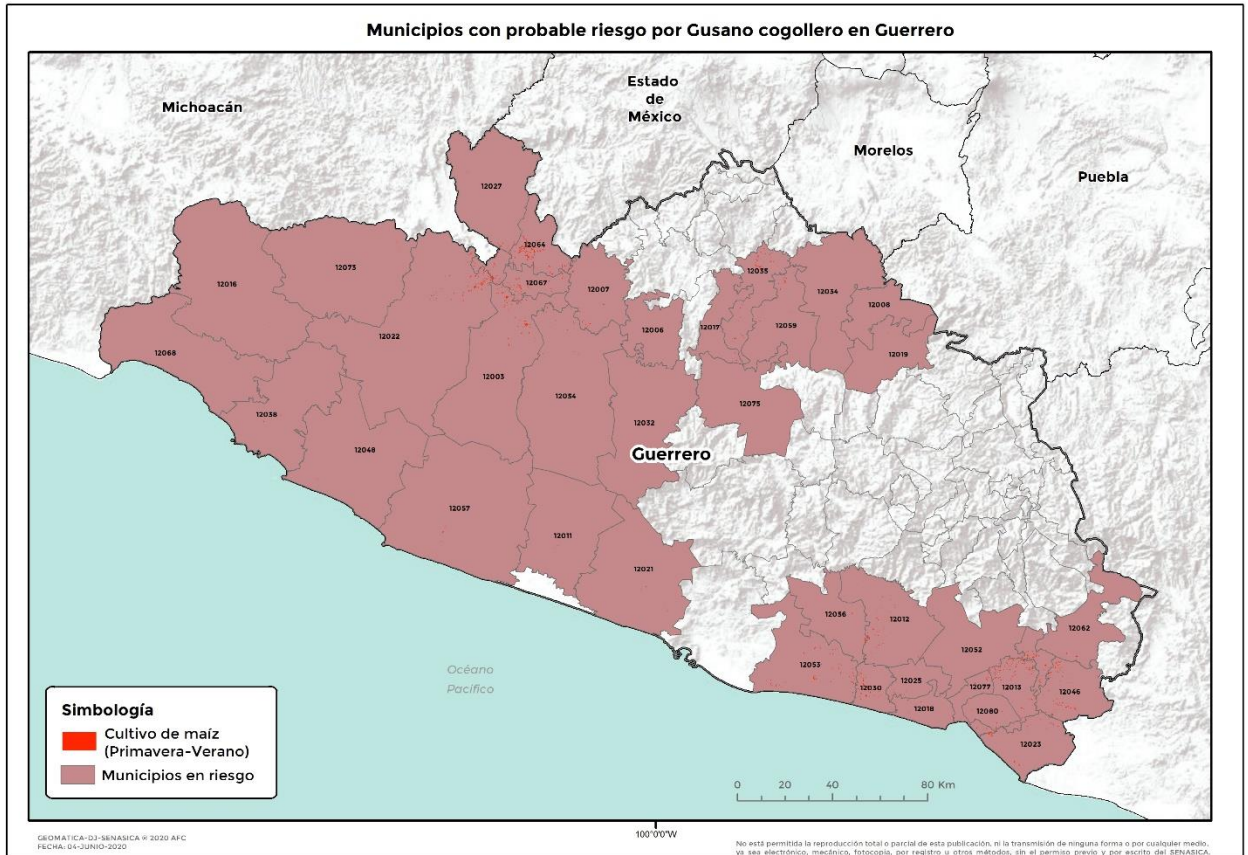 Municipios con probable riesgo por Gusano cogollero en Guerrero
Michoacán
Estado
de
México
Morelos
Puebla
12027
12064
12073
12035
12016
12067
12007
12034
12008
12006
12017
12059
12022
12019
12068
12003
12054
12075
12038
12032
Guerrero
12048
12057
12011
12021
12056
12012
12062
12052
12053
12030
12025
12077
12013
12046
12018
12080
12023
Océano
Pacífico
Simbología
Cultivo de maíz
(Primavera-Verano)
Municipios en riesgo
0 20 40 80 Km
GEOMATICA-DJ-SENASICA © 2020 AFC
FECHA: 04-JUNIO-2020
100°0'0"W
No está permitida la reproducción total o parcial de esta publicación, ni la transmisión de ninguna forma o por cualquier medio,
ya sea electrónico, mecánico, fotocopia, por registro u otros métodos, sin el permiso previo y por escrito del SENASICA.